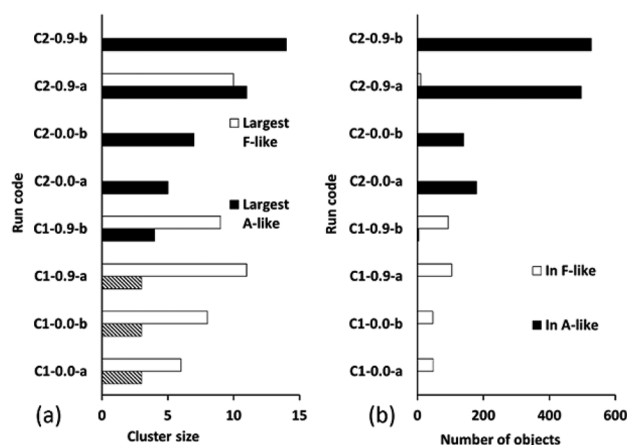 C2-0.9-b
C2-0.9-a
C2-0.0-b
C2-0.0-a
C1-0.9-b
C1-0.9-a
C1-0.0-b
C1-0.0-a
Run code
Largest
F-like
Largest
A-like
0 5 10 15
(a)
Cluster size
C2-0.9-b
C2-0.9-a
C2-0.0-b
C2-0.0-a
C1-0.9-b
C1-0.9-a
C1-0.0-b
C1-0.0-a
Run code
In F-like
In A-like
0 200 400 600
(b)
Number of objects